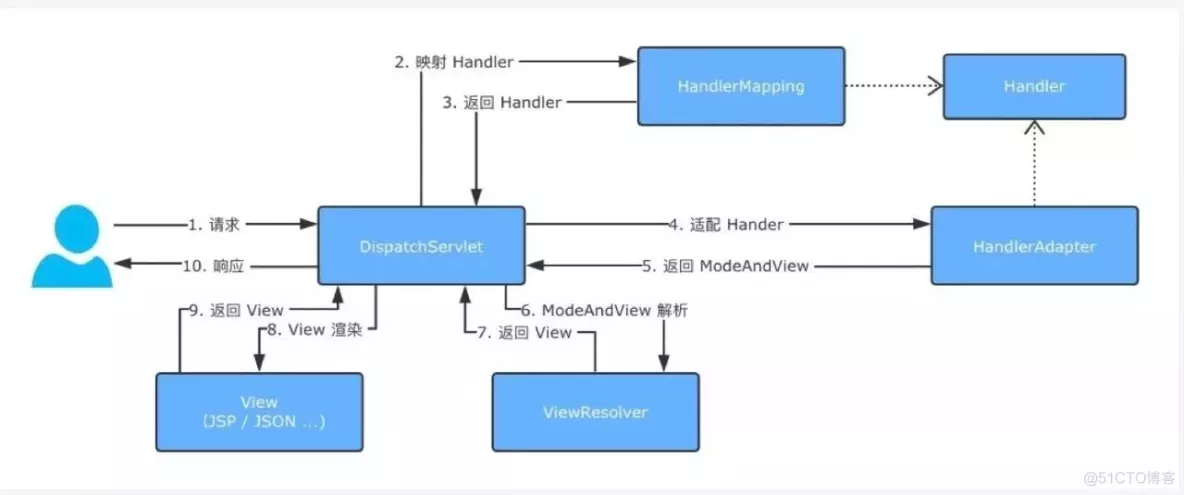 2. 映射 Handler
HandlerMapping
Handler
3. 返回 Handler
1. 请求
DispatchServlet
4. 适配 Hander
HandlerAdapter
10. 响应
5. 返回 ModeAndView
9. 返回 View
6. ModeAndView 解析
8. View 渲染
7. 返回 View
View
(JSP / JSON ...)
ViewResolver
@51CTO博客